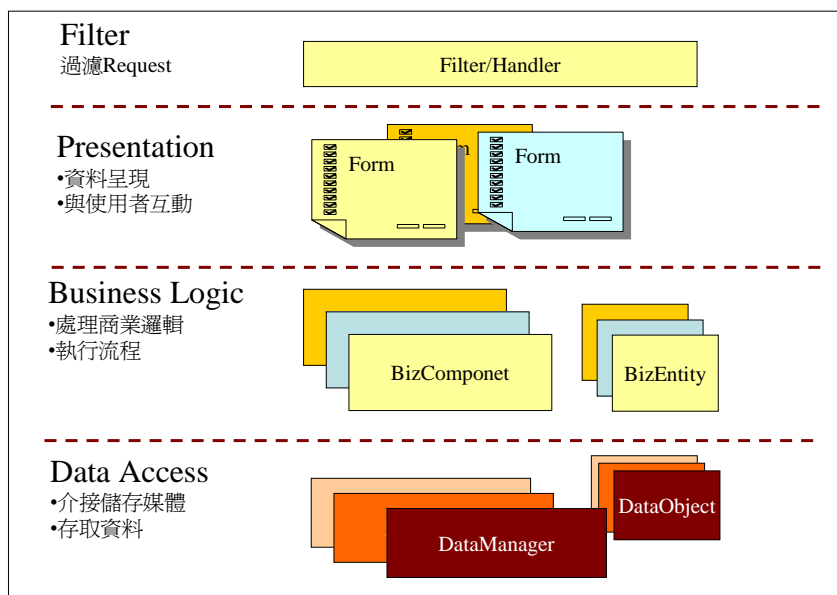 Filter
過濾Request
Filter/Handler
Presentation
•資料呈現
•與使用者互動
Form
Form
Business Logic
•處理商業邏輯
•執行流程
BizComponet
BizEntity
Data Access
•介接儲存媒體
•存取資料
DataManager
DataObject